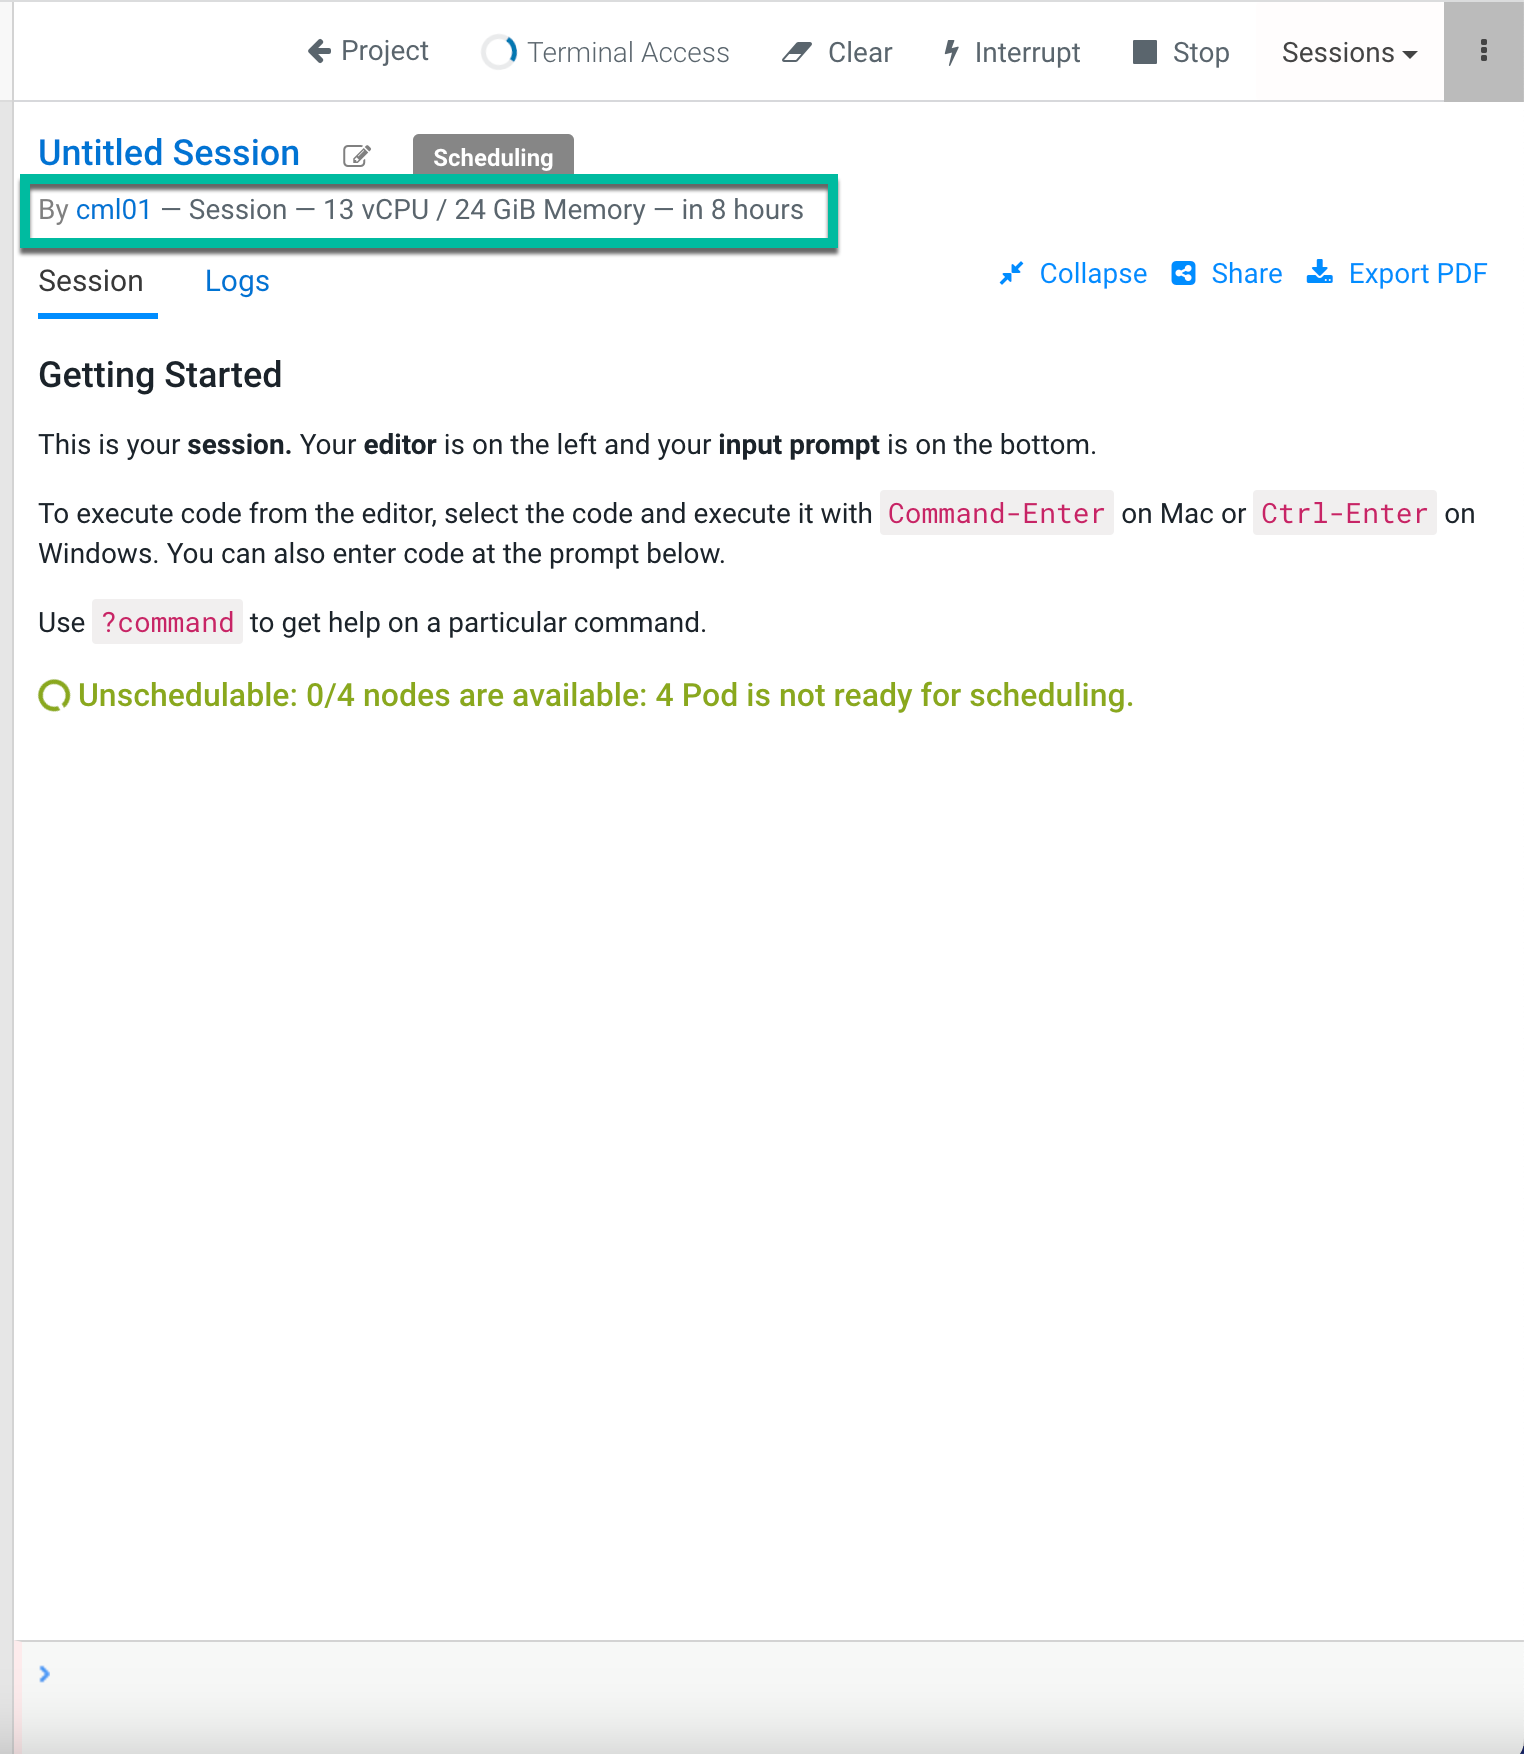 Project Terminal Access Clear Interrupt Stop Sessions
Untitled Session Scheduling
By cml01 — Session — 13 vCPU / 24 GiB Memory — in 8 hours
Session Logs Collapse Share Export PDF
Getting Started
This is your session. Your editor is on the left and your input prompt is on the bottom.
To execute code from the editor, select the code and execute it with Command-Enter on Mac or Ctrl-Enter on
Windows. You can also enter code at the prompt below.
Use ?command to get help on a particular command.
Unschedulable: 0/4 nodes are available: 4 Pod is not ready for scheduling.